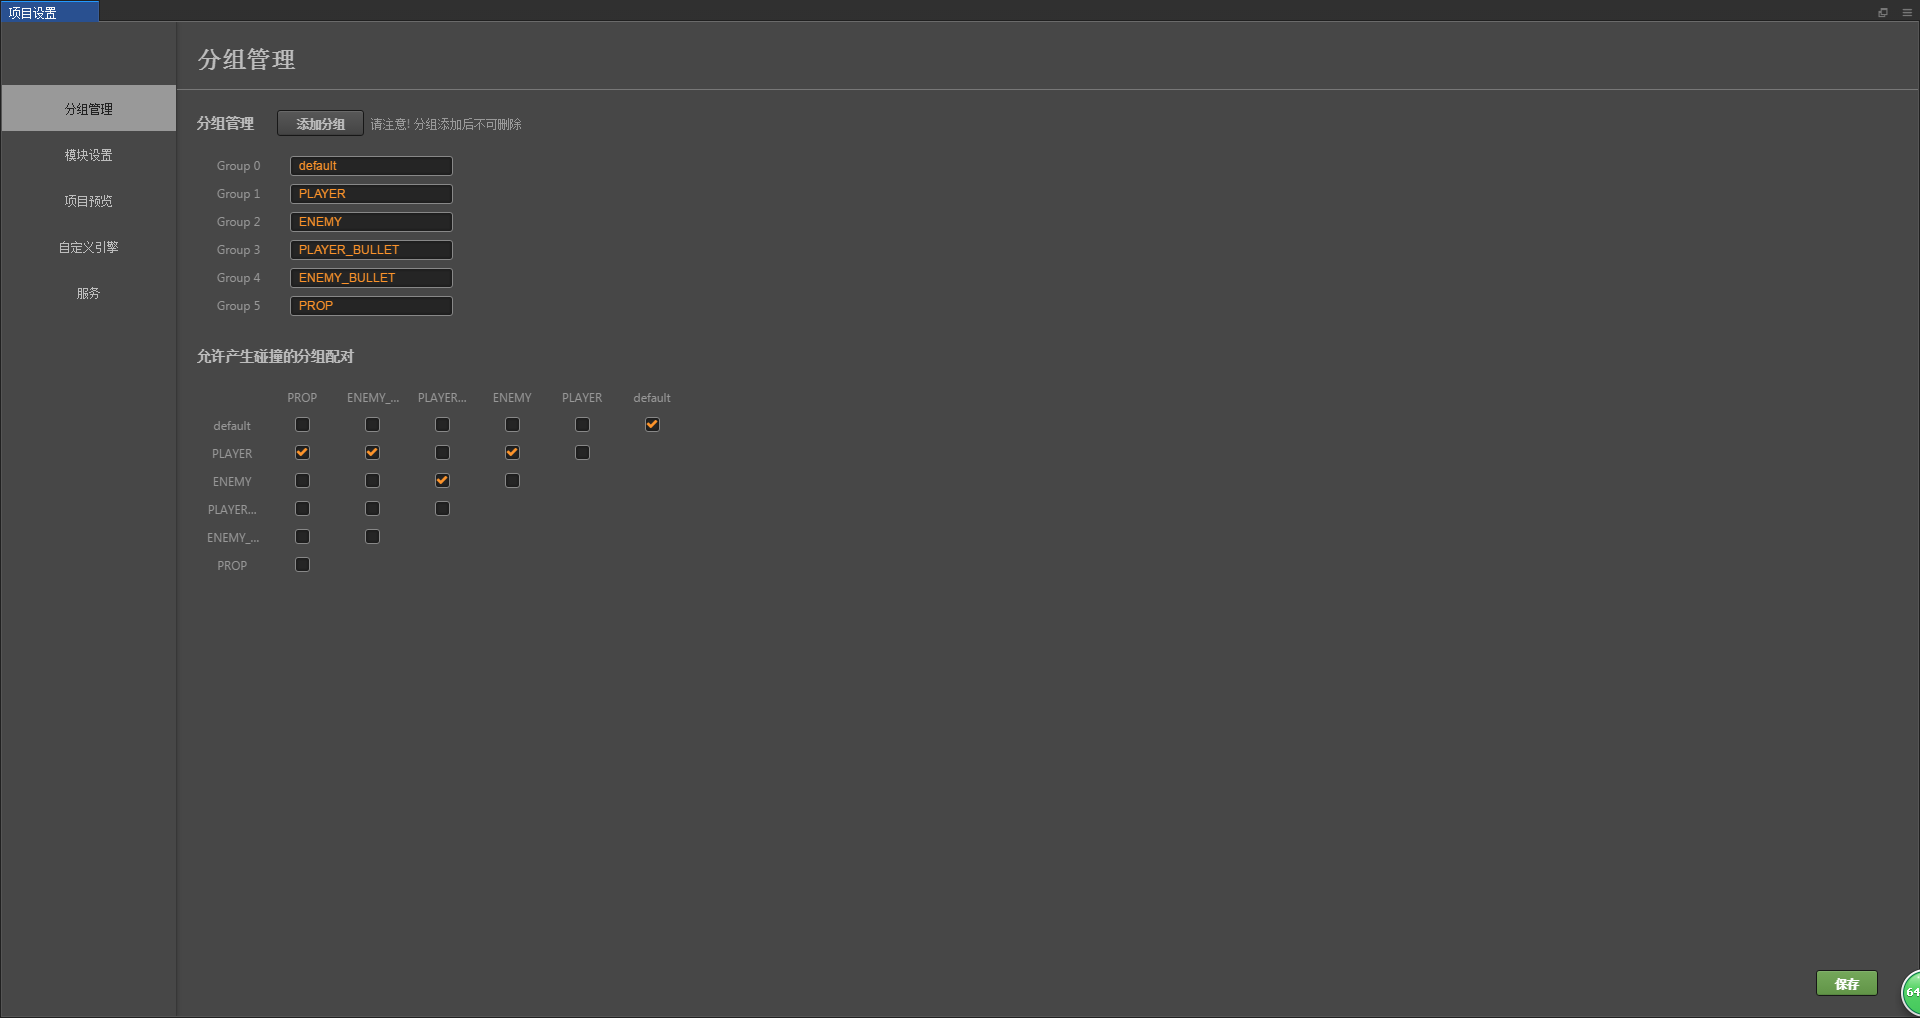 项目设置
分组管理
模块设置
项目预览
自定义引擎
服务
分组管理
分组管理 添加分组 请注意! 分组添加后不可删除
Group 0 default
Group 1 PLAYER
Group 2 ENEMY
Group 3 PLAYER_BULLET
Group 4 ENEMY_BULLET
Group 5 PROP
允许产生碰撞的分组配对
PROP ENEMY_... PLAYER... ENEMY PLAYER default
default
PLAYER
ENEMY
PLAYER...
ENEMY_...
PROP
保存
64